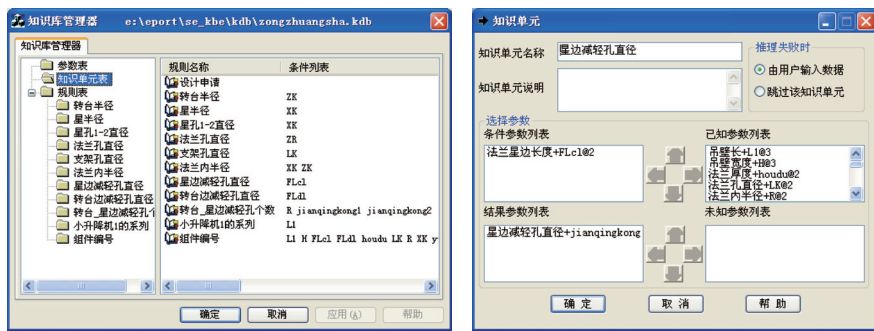 知识库管理器 e:\eport\se_kbe\kdb\zongzhuangsha.kdb
知识库管理器
参数表
知识单元表
规则表
转台半径
星半径
星孔1-2直径
法兰孔直径
支架孔直径
法兰内半径
星边减轻孔直径
转台边减轻孔直径
转台_星边减轻孔个
小升降机1的系列
组件编号
规则名称 条件列表
设计申请
转台半径 ZK
星半径 XK
星孔1-2直径 XK
法兰孔直径 ZR
支架孔直径 LK
法兰内半径 XK ZK
星边减轻孔直径 FLcl
转台边减轻孔直径 FLdl
转台_星边减轻孔个数 R jianqingkong1 jianqingkong2
小升降机1的系列 L1
组件编号 L1 H FLcl FLdl houdu LK R XK y
确定 取消 应用(A) 帮助
知识单元
知识单元名称 星边减轻孔直径
知识单元说明
推理失败时
由用户输入数据
跳过该知识单元
选择参数
条件参数列表 已知参数列表
法兰星边长度+FLcl@2
吊壁长+L1@3
吊壁宽度+H@3
法兰厚度+houdu@2
法兰孔直径+LK@2
法兰内半径+R@2
结果参数列表 未知参数列表
星边减轻孔直径+jianqingkong
确定 取消 帮助